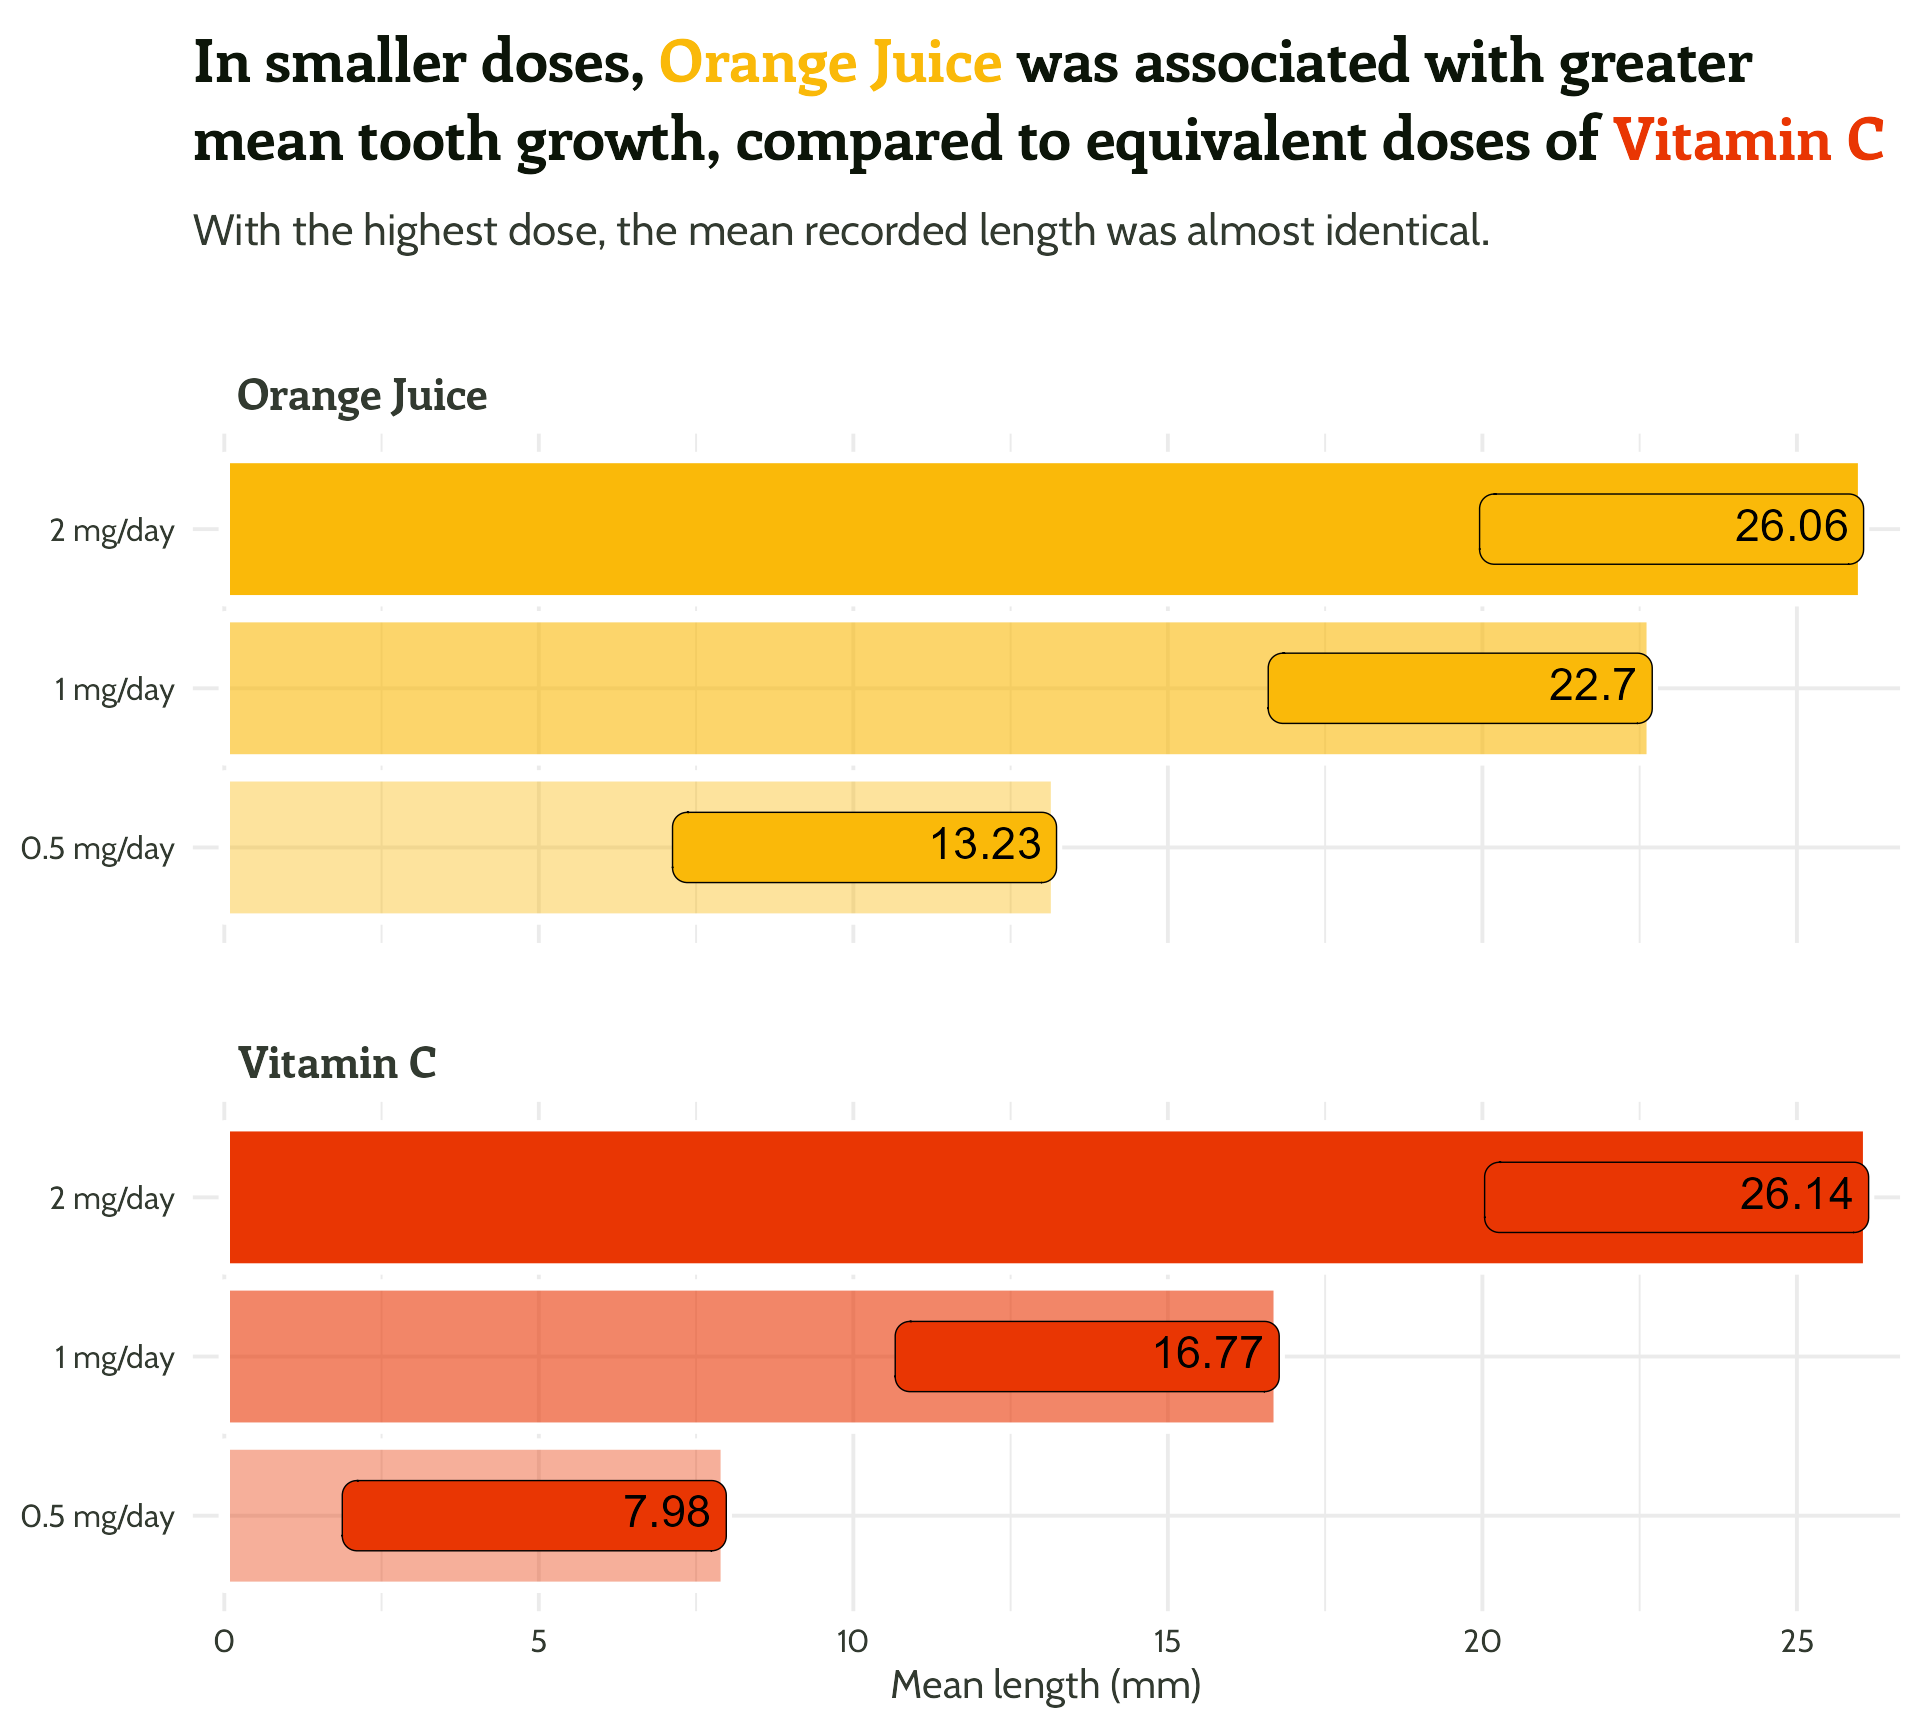 In smaller doses, Orange Juice was associated with greater
mean tooth growth, compared to equivalent doses of Vitamin C
With the highest dose, the mean recorded length was almost identical.
Orange Juice
2 mg/day 26.06
1 mg/day 22.7
0.5 mg/day 13.23
Vitamin C
2 mg/day 26.14
1 mg/day 16.77
0.5 mg/day 7.98
0 5 10 15 20 25
Mean length (mm)